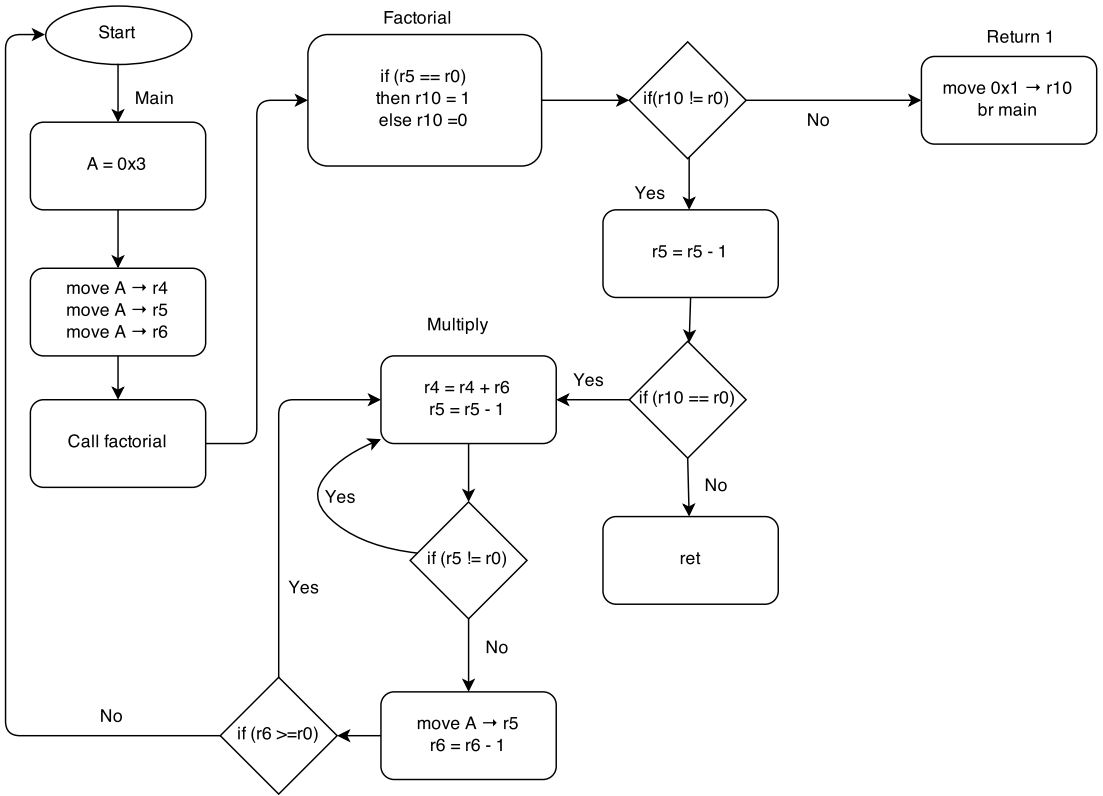 Start
Main
A = 0x3
move A → r4
move A → r5
move A → r6
Call factorial
Factorial
if (r5 == r0)
then r10 = 1
else r10 =0
if(r10 != r0)
No
Return 1
move 0x1 → r10
br main
Yes
r5 = r5 - 1
if (r10 == r0)
Yes
No
ret
Multiply
r4 = r4 + r6
r5 = r5 - 1
Yes
if (r5 != r0)
No
move A → r5
r6 = r6 - 1
if (r6 >=r0)
Yes
No